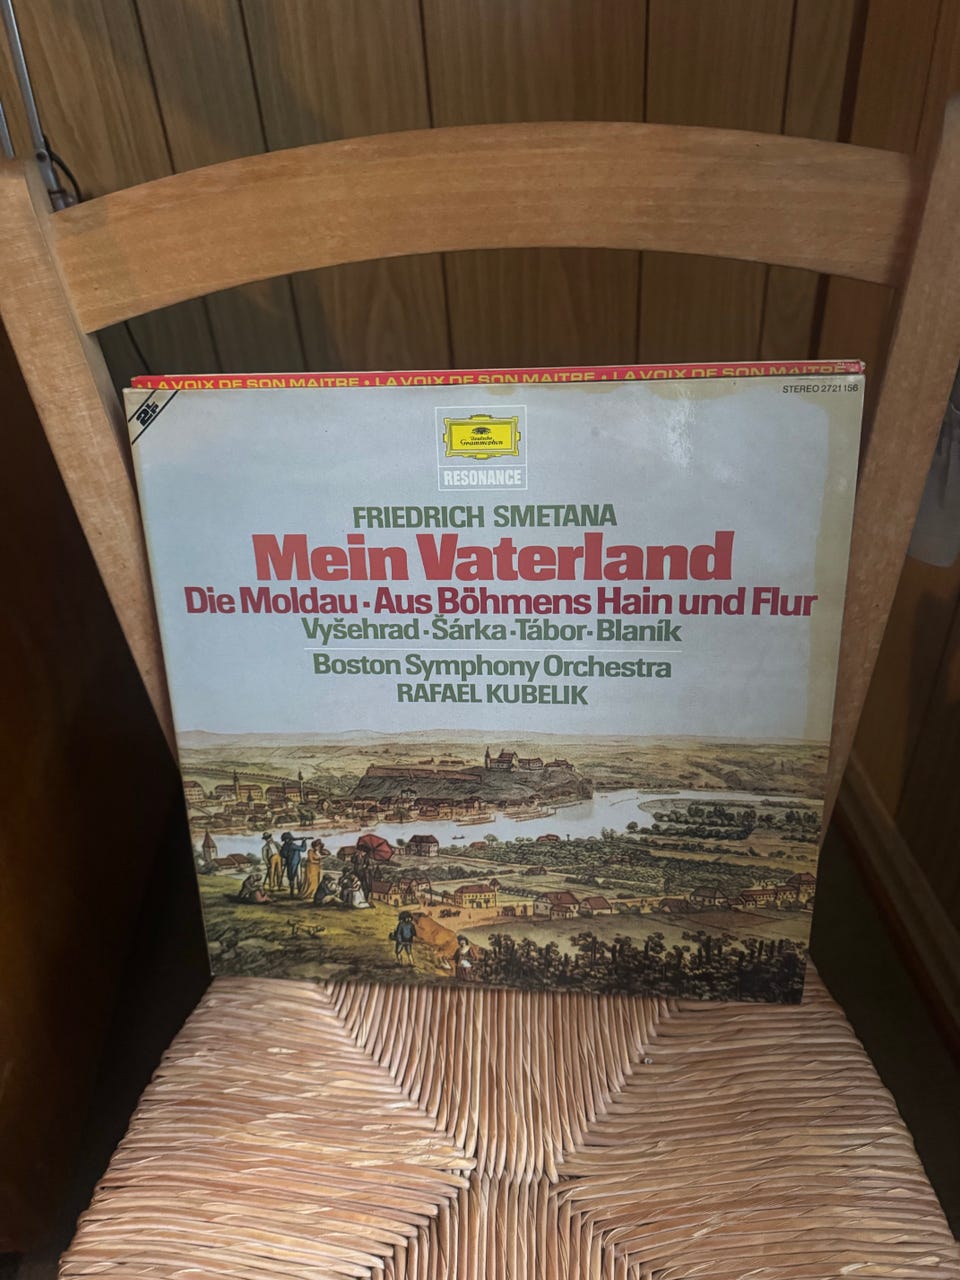 LA VOIX DE SON MAITRE • LA VOIX DE SON MAITRE • LA VOIX DE SON MAITRE
2LP
STEREO 2721 156
Deutsche
Grammophon
RESONANCE
FRIEDRICH SMETANA
Mein Vaterland
Die Moldau · Aus Böhmens Hain und Flur
Vyšehrad · Šárka · Tábor · Blaník
Boston Symphony Orchestra
RAFAEL KUBELIK